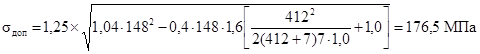 σдоп = 1,25×√(1,04·148² − 0,4·148·1,6[412²/(2(412+7)7·1,0) + 1,0]) = 176,5 МПа